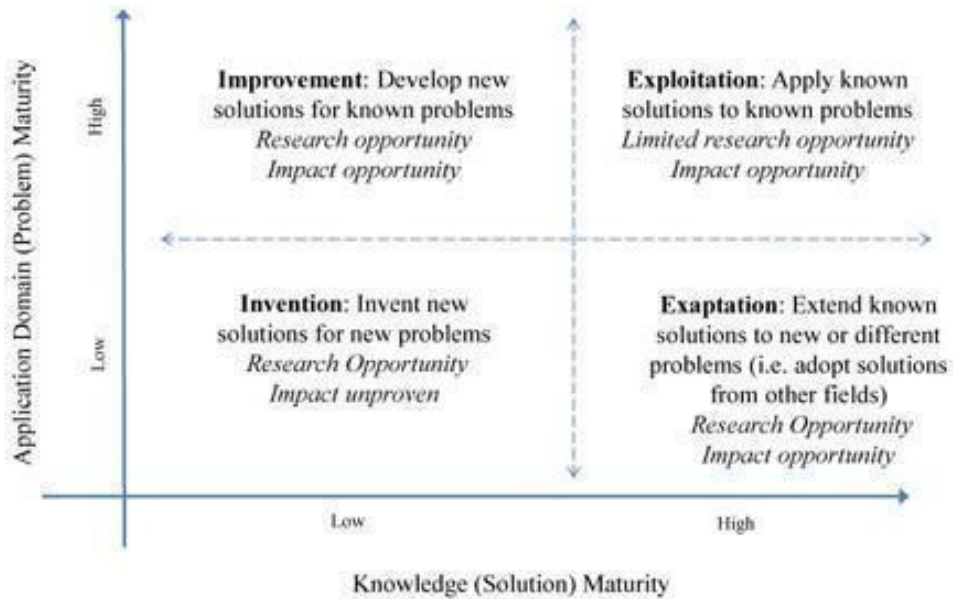 Application Domain (Problem) Maturity
High
Improvement: Develop new
solutions for known problems
Research opportunity
Impact opportunity
Exploitation: Apply known
solutions to known problems
Limited research opportunity
Impact opportunity
Low
Invention: Invent new
solutions for new problems
Research Opportunity
Impact unproven
Exaptation: Extend known
solutions to new or different
problems (i.e. adopt solutions
from other fields)
Research Opportunity
Impact opportunity
Low
High
Knowledge (Solution) Maturity